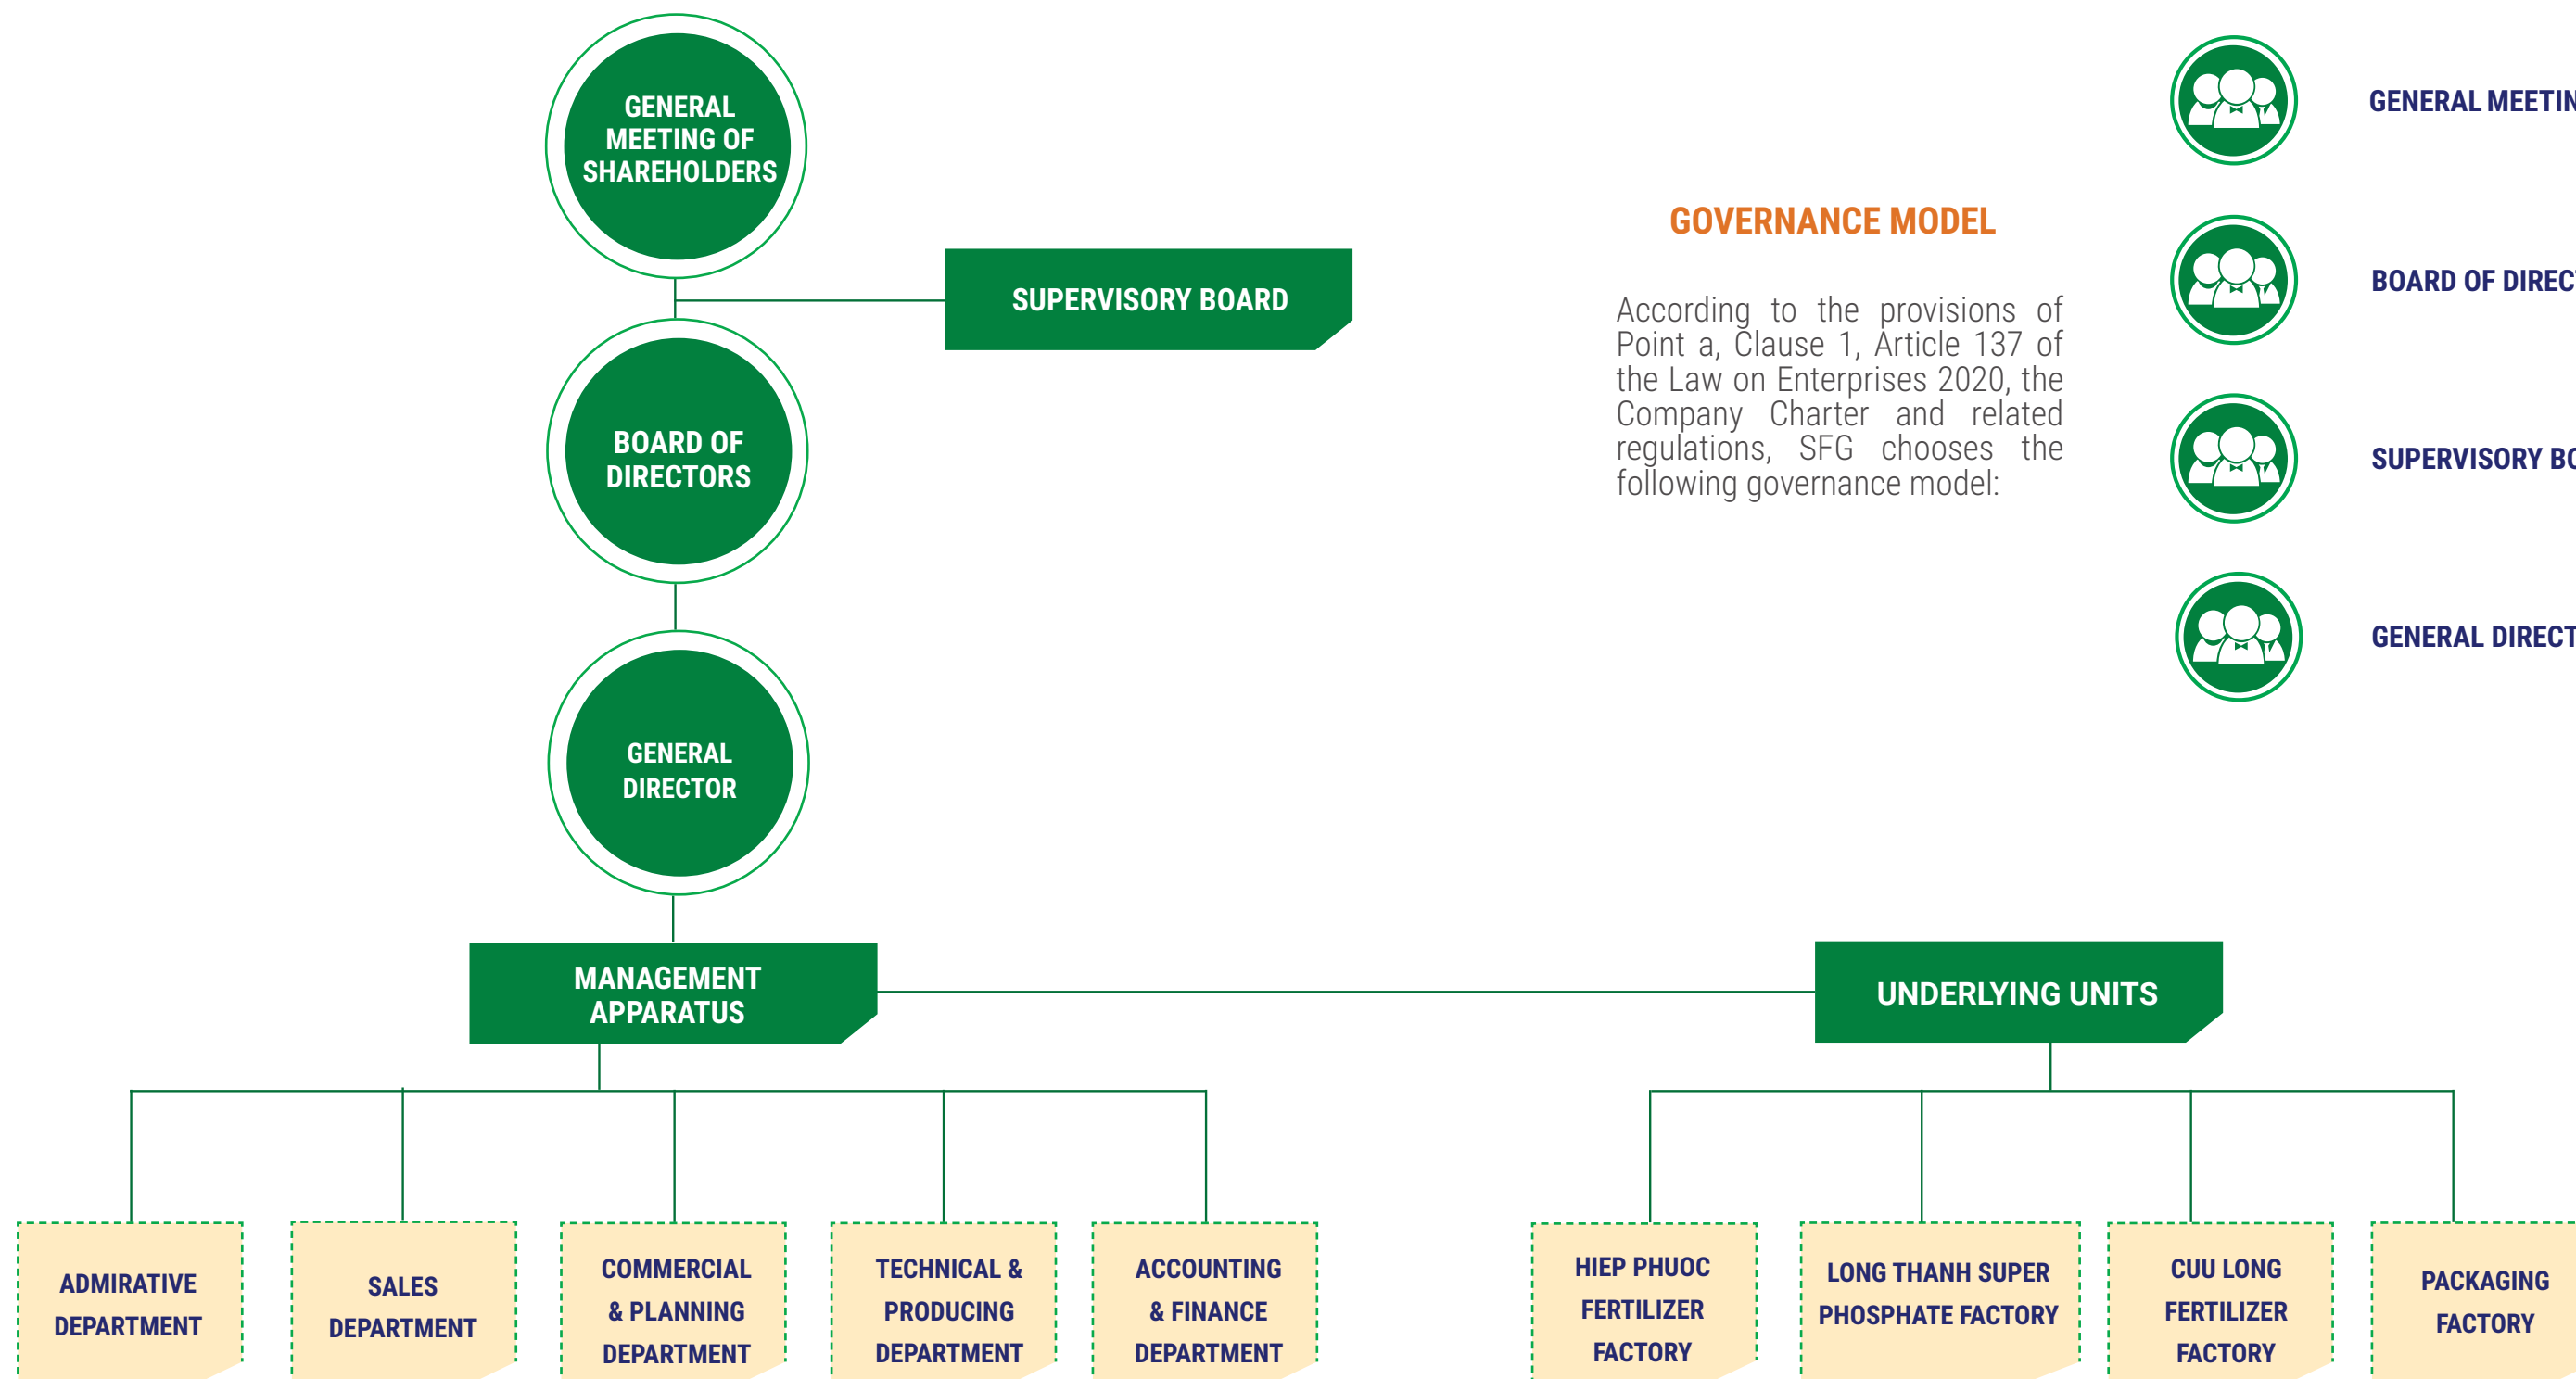 GENERAL
MEETING OF
SHAREHOLDERS
SUPERVISORY BOARD
BOARD OF
DIRECTORS
GENERAL
DIRECTOR
GOVERNANCE MODEL
According to the provisions of
Point a, Clause 1, Article 137 of
the Law on Enterprises 2020, the
Company Charter and related
regulations, SFG chooses the
following governance model:
GENERAL
BOARD OF
SUPERVISORY
GENERAL
MANAGEMENT
APPARATUS
UNDERLYING UNITS
ADMIRATIVE
DEPARTMENT
SALES
DEPARTMENT
COMMERCIAL
& PLANNING
DEPARTMENT
TECHNICAL &
PRODUCING
DEPARTMENT
ACCOUNTING
& FINANCE
DEPARTMENT
HIEP PHUOC
FERTILIZER
FACTORY
LONG THANH SUPER
PHOSPHATE FACTORY
CUU LONG
FERTILIZER
FACTORY
PACKAGING
FACTORY